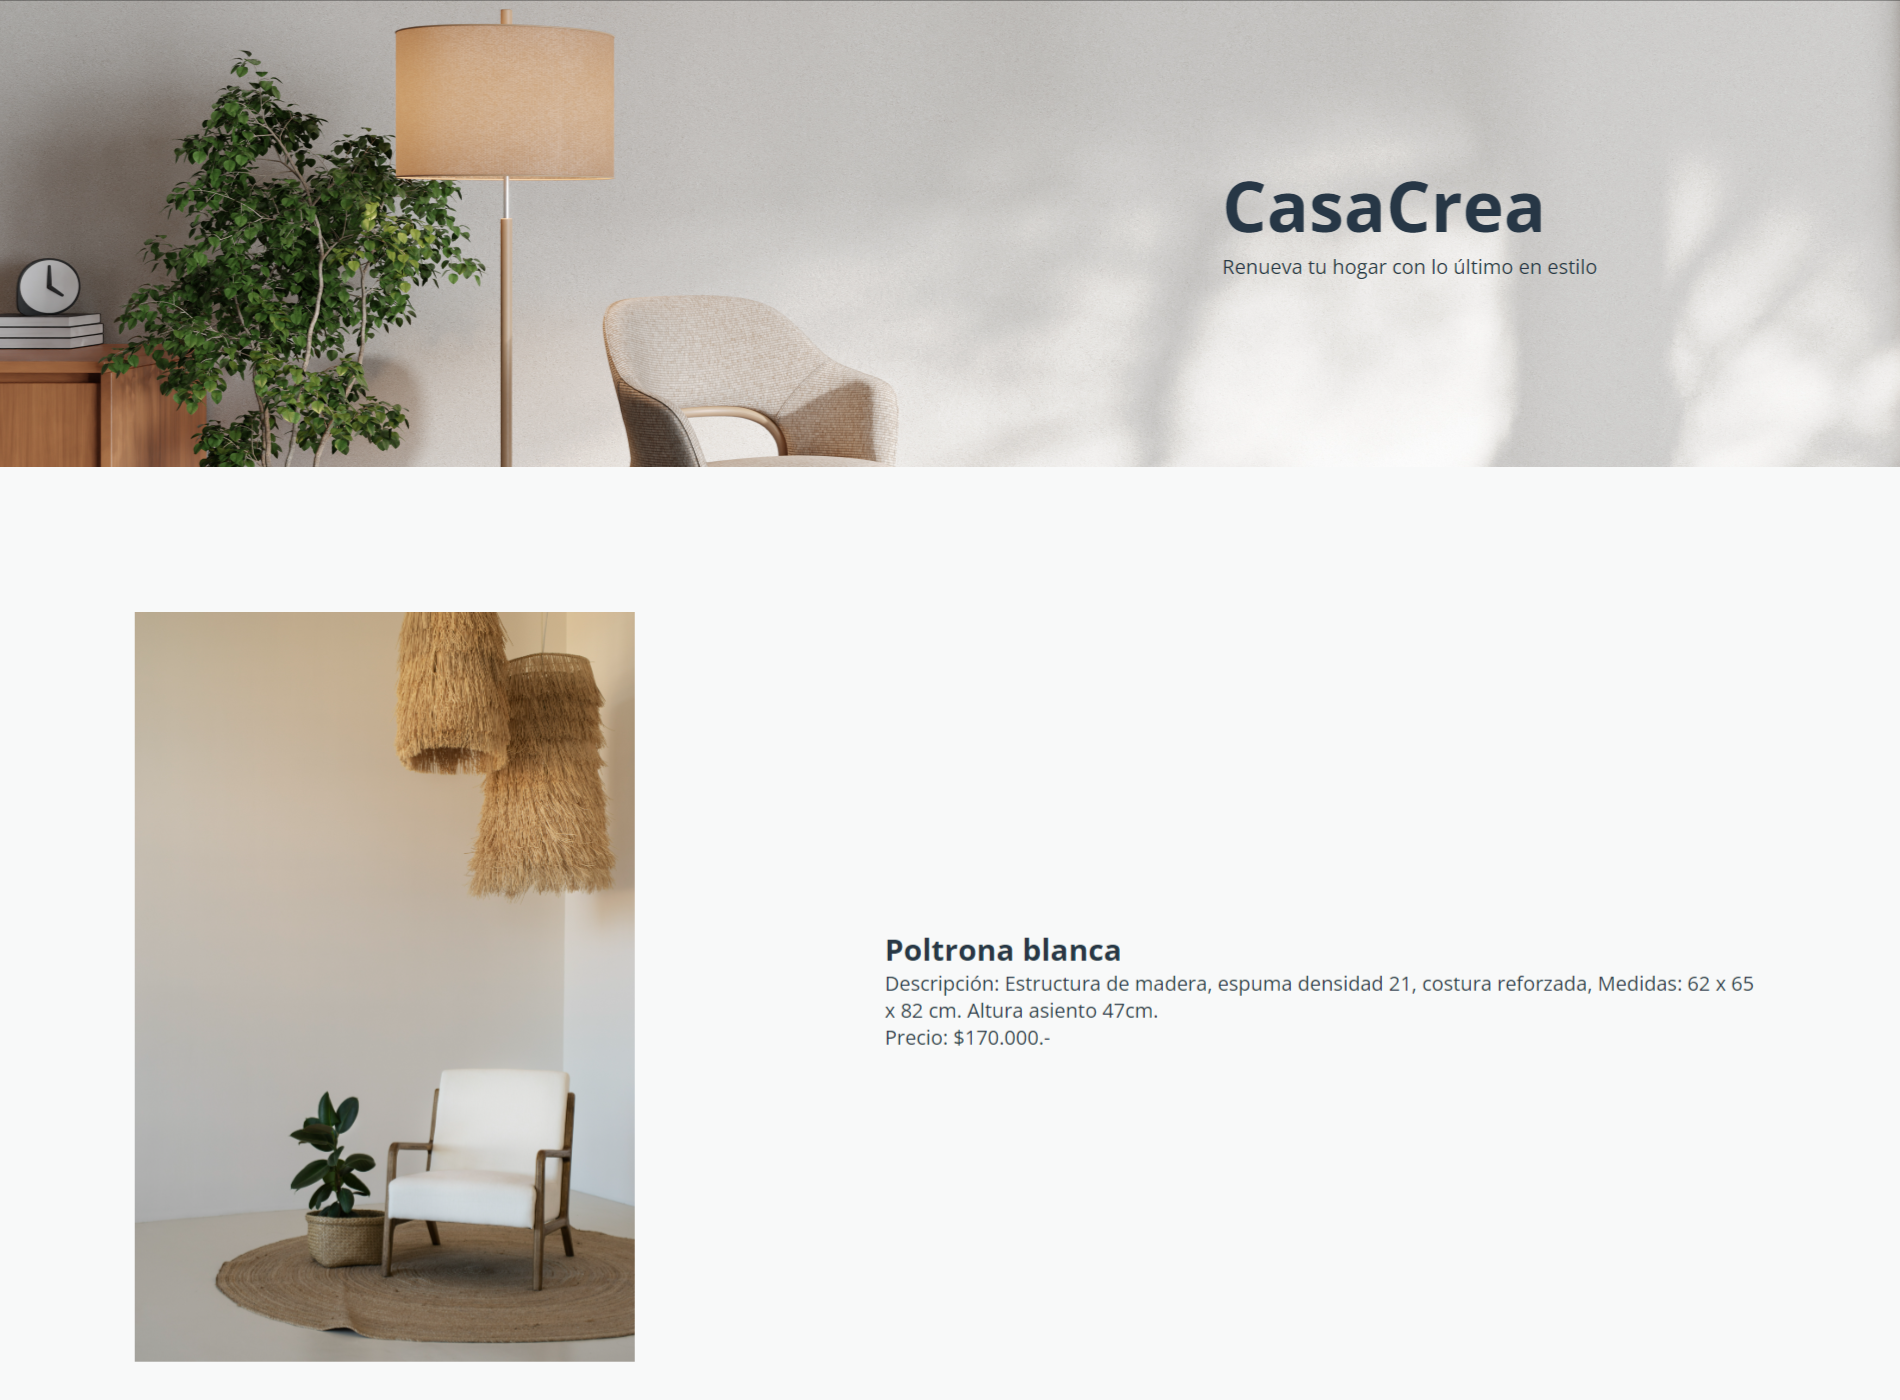 CasaCrea
Renueva tu hogar con lo último en estilo
Poltrona blanca
Descripción: Estructura de madera, espuma densidad 21, costura reforzada, Medidas: 62 x 65
x 82 cm. Altura asiento 47cm.
Precio: $170.000.-